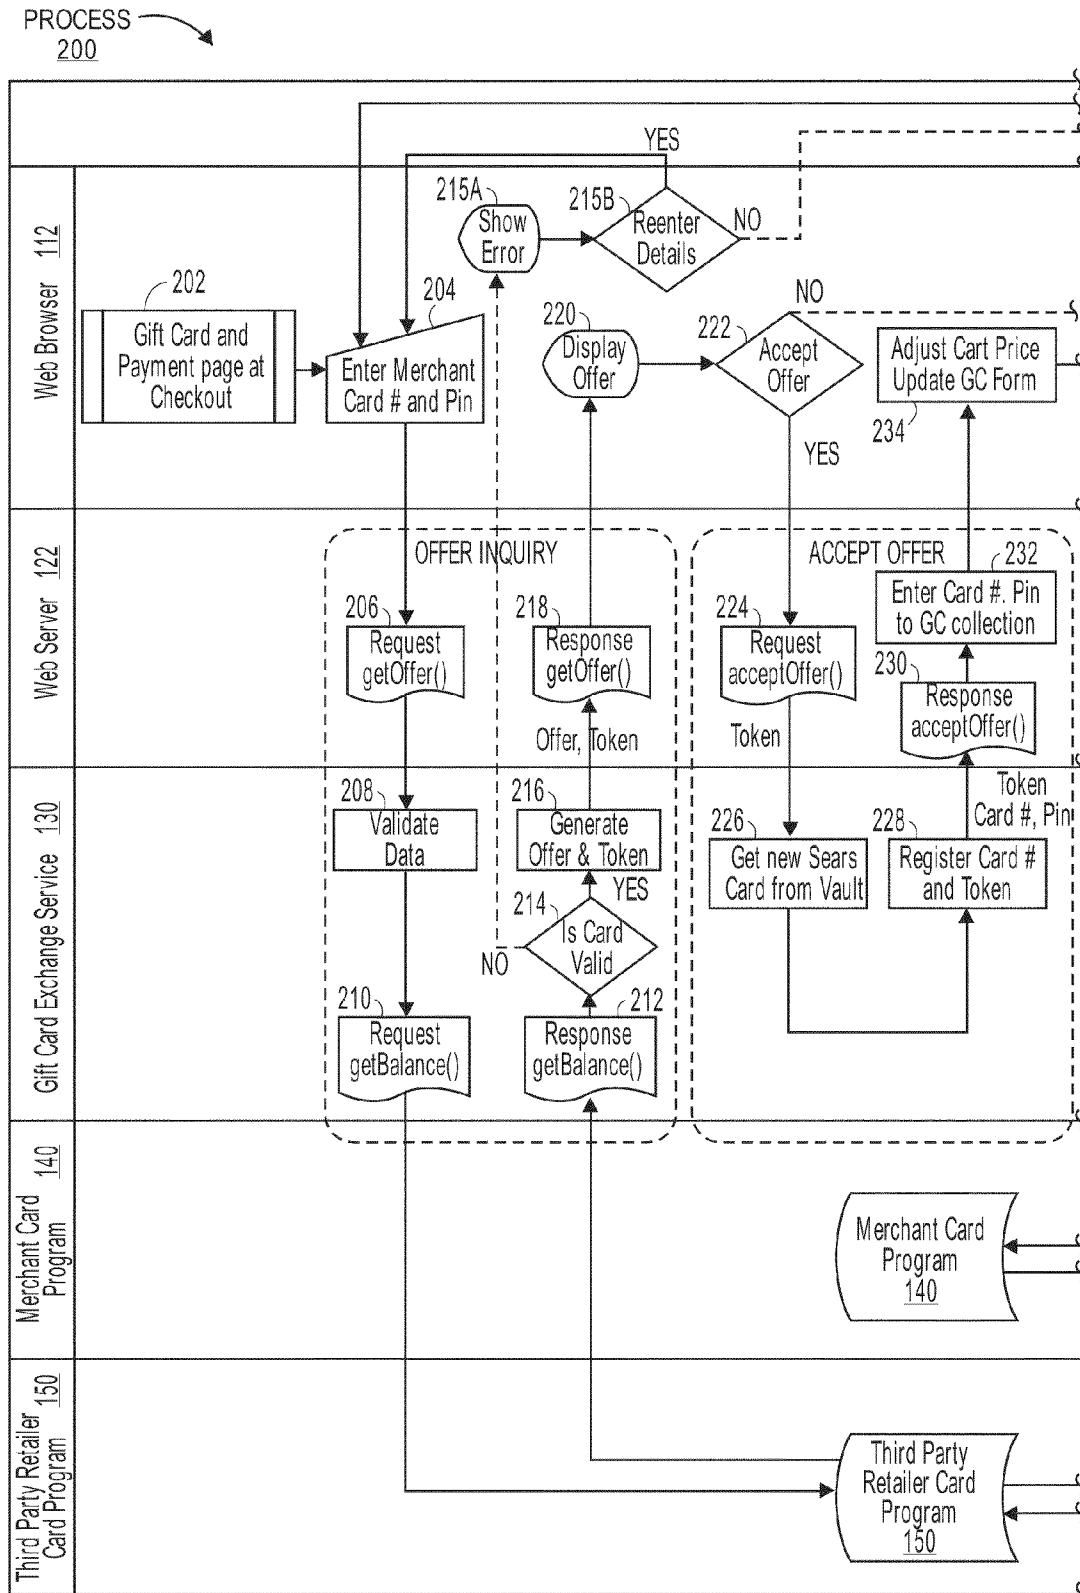 PROCESS
200
YES
215A
Show
Error
215B
Reenter
Details
NO
Web Browser 112
202
Gift Card and
Payment page at
Checkout
204
Enter Merchant
Card # and Pin
220
Display
Offer
222
Accept
Offer
NO
YES
Adjust Cart Price
Update GC Form
234
Web Server 122
OFFER INQUIRY
206
Request
getOffer()
218
Response
getOffer()
Offer, Token
ACCEPT OFFER
224
Request
acceptOffer()
Token
232
Enter Card #. Pin
to GC collection
230
Response
acceptOffer()
Token
Card #, Pin
Gift Card Exchange Service 130
208
Validate
Data
216
Generate
Offer & Token
YES
214
Is Card
Valid
NO
210
Request
getBalance()
212
Response
getBalance()
226
Get new Sears
Card from Vault
228
Register Card #
and Token
Merchant Card
Program 140
Merchant Card
Program
140
Third Party Retailer
Card Program 150
Third Party
Retailer Card
Program
150